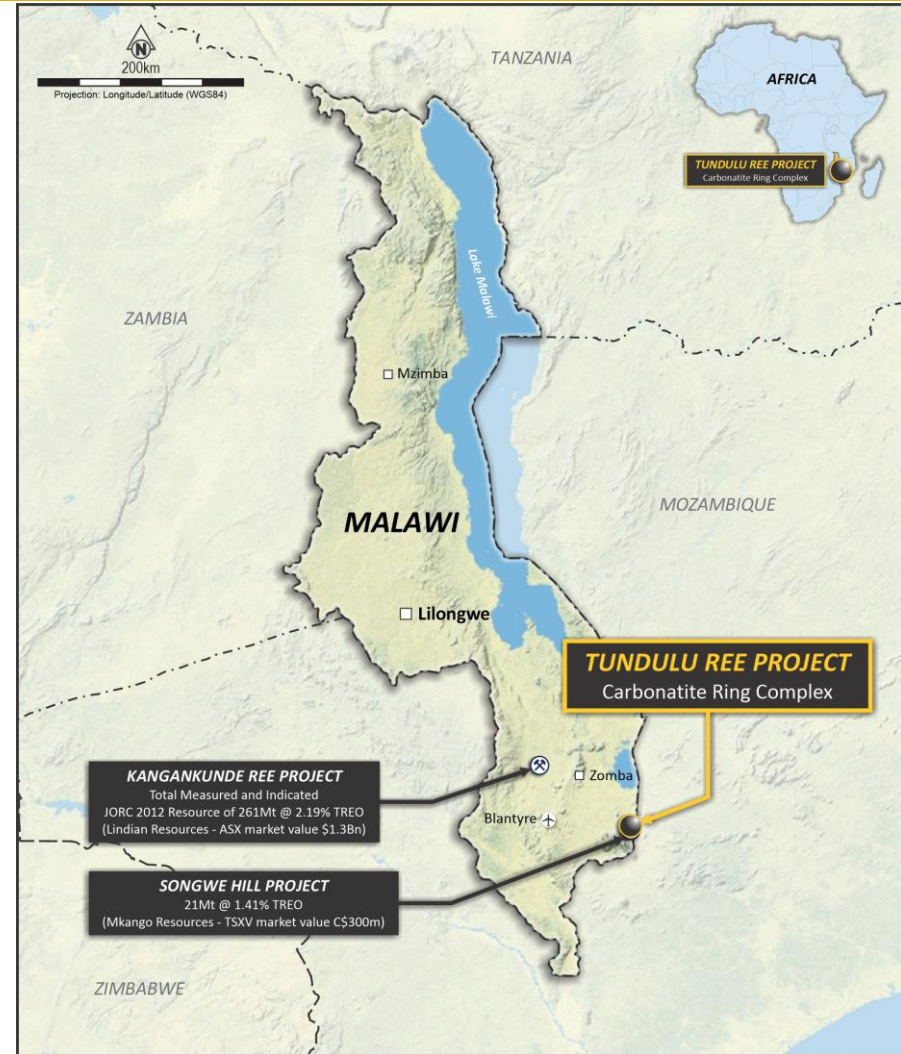 N
200km
Projection: Longitude/Latitude (WGS84)
TANZANIA
AFRICA
TUNDULU REE PROJECT
Carbonatite Ring Complex
Lake Malawi
ZAMBIA
Mzimba
MOZAMBIQUE
MALAWI
Lilongwe
TUNDULU REE PROJECT
Carbonatite Ring Complex
KANGANKUNDE REE PROJECT
Total Measured and Indicated
JORC 2012 Resource of 261Mt @ 2.19% TREO
(Lindian Resources - ASX market value $1.3Bn)
Zomba
Blantyre
SONGWE HILL PROJECT
21Mt @ 1.41% TREO
(Mkango Resources - TSXV market value C$300m)
ZIMBABWE